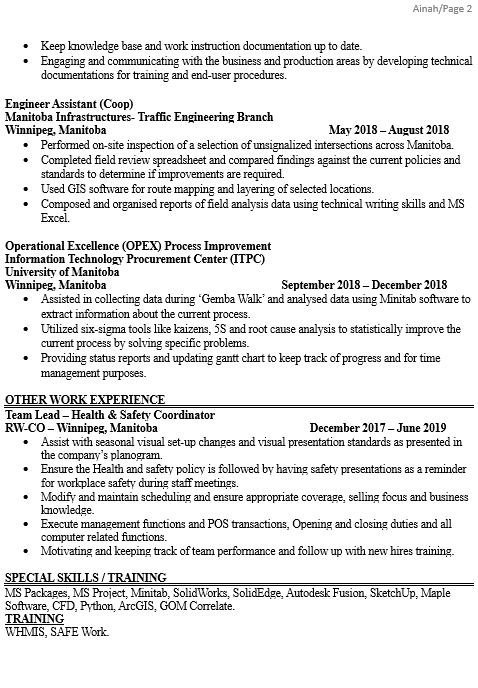 Ainah/Page 2
• Keep knowledge base and work instruction documentation up to date.
• Engaging and communicating with the business and production areas by developing technical
documentations for training and end-user procedures.
Engineer Assistant (Coop)
Manitoba Infrastructures- Traffic Engineering Branch
Winnipeg, Manitoba May 2018 – August 2018
• Performed on-site inspection of a selection of unsignalized intersections across Manitoba.
• Completed field review spreadsheet and compared findings against the current policies and
standards to determine if improvements are required.
• Used GIS software for route mapping and layering of selected locations.
• Composed and organised reports of field analysis data using technical writing skills and MS
Excel.
Operational Excellence (OPEX) Process Improvement
Information Technology Procurement Center (ITPC)
University of Manitoba
Winnipeg, Manitoba September 2018 – December 2018
• Assisted in collecting data during ‘Gemba Walk’ and analysed data using Minitab software to
extract information about the current process.
• Utilized six-sigma tools like kaizens, 5S and root cause analysis to statistically improve the
current process by solving specific problems.
• Providing status reports and updating gantt chart to keep track of progress and for time
management purposes.
OTHER WORK EXPERIENCE
Team Lead – Health & Safety Coordinator
RW-CO – Winnipeg, Manitoba December 2017 – June 2019
• Assist with seasonal visual set-up changes and visual presentation standards as presented in
the company’s planogram.
• Ensure the Health and safety policy is followed by having safety presentations as a reminder
for workplace safety during staff meetings.
• Modify and maintain scheduling and ensure appropriate coverage, selling focus and business
knowledge.
• Execute management functions and POS transactions, Opening and closing duties and all
computer related functions.
• Motivating and keeping track of team performance and follow up with new hires training.
SPECIAL SKILLS / TRAINING
MS Packages, MS Project, Minitab, SolidWorks, SolidEdge, Autodesk Fusion, SketchUp, Maple
Software, CFD, Python, ArcGIS, GOM Correlate.
TRAINING
WHMIS, SAFE Work.